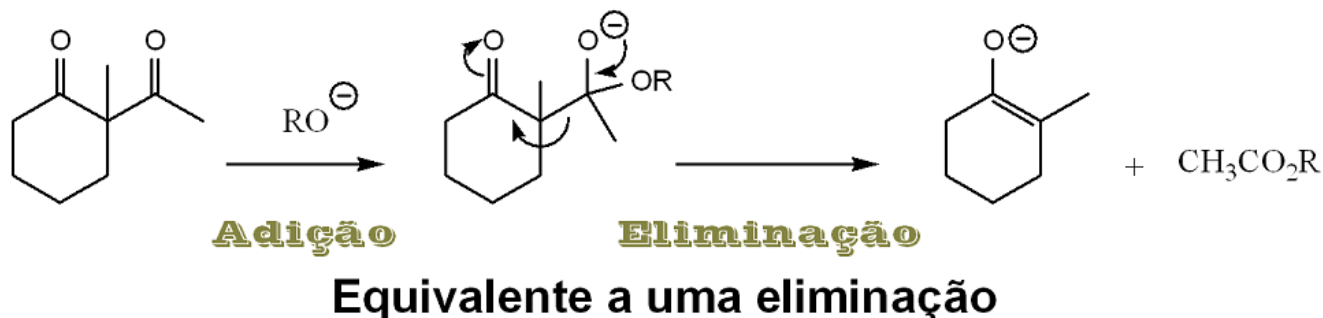 O O O ⊖ O ⊖
OR
RO ⊖
+ CH₃CO₂R
O
Adição Eliminação
Equivalente a uma eliminação